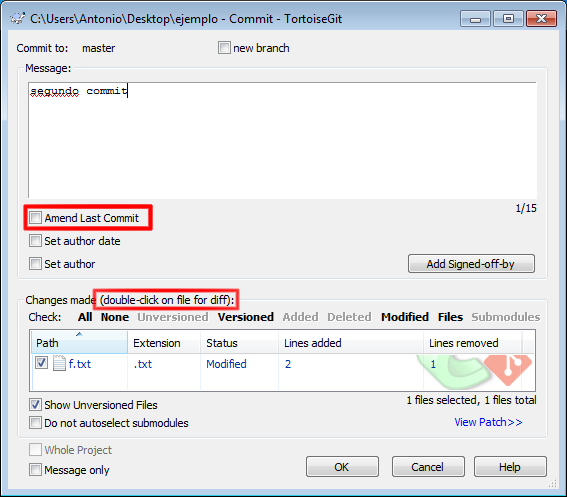 C:\Users\Antonio\Desktop\ejemplo - Commit - TortoiseGit
Commit to: master new branch
Message:
segundo commit
1/15
Amend Last Commit
Set author date
Set author Add Signed-off-by
Changes made (double-click on file for diff):
Check: All None Unversioned Versioned Added Deleted Modified Files Submodules
Path Extension Status Lines added Lines removed
f.txt .txt Modified 2 1
Show Unversioned Files 1 files selected, 1 files total
Do not autoselect submodules View Patch>>
Whole Project
Message only OK Cancel Help